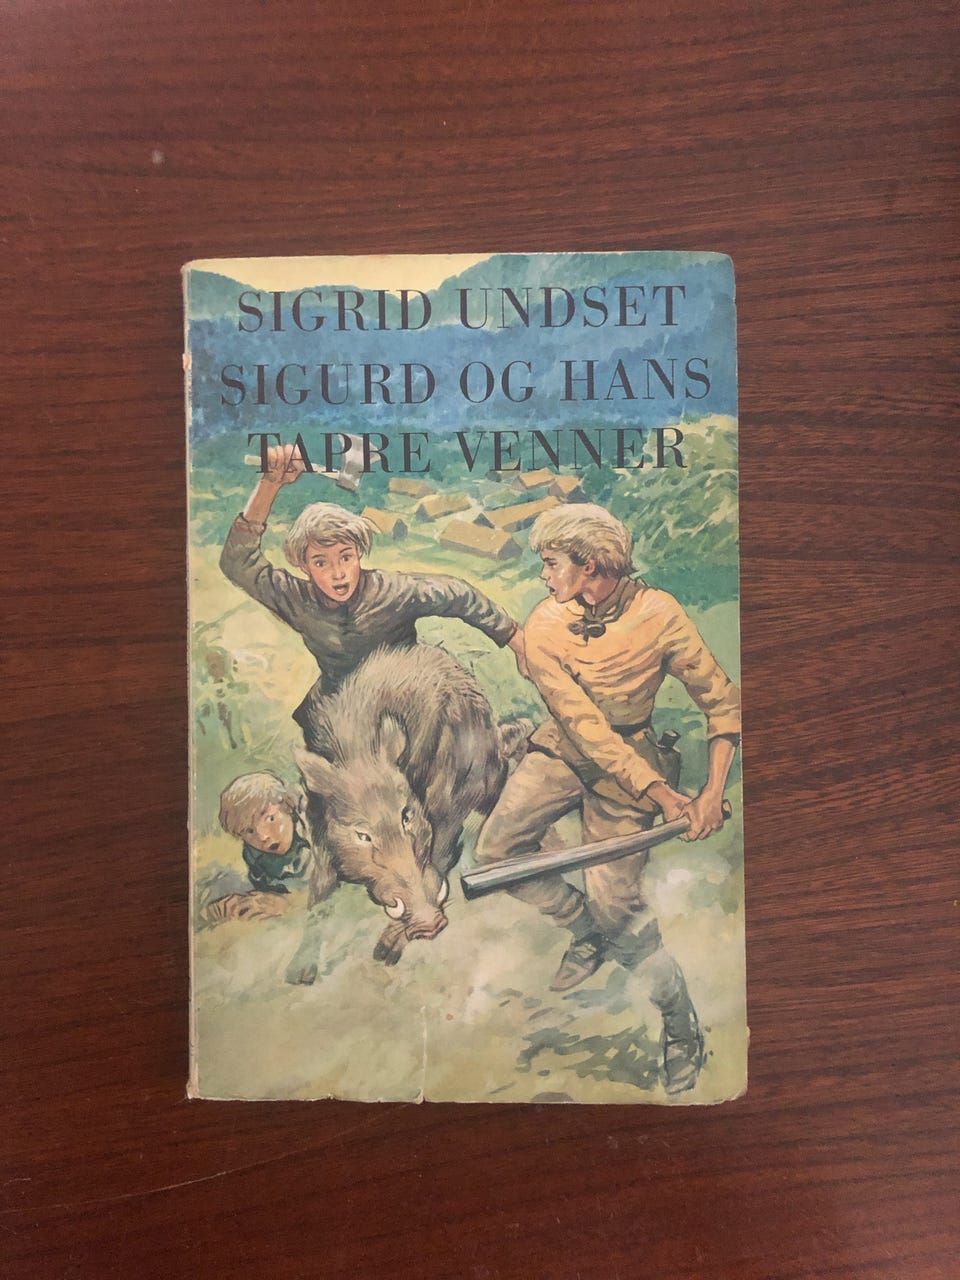 SIGRID UNDSET
SIGURD OG HANS
TAPRE VENNER